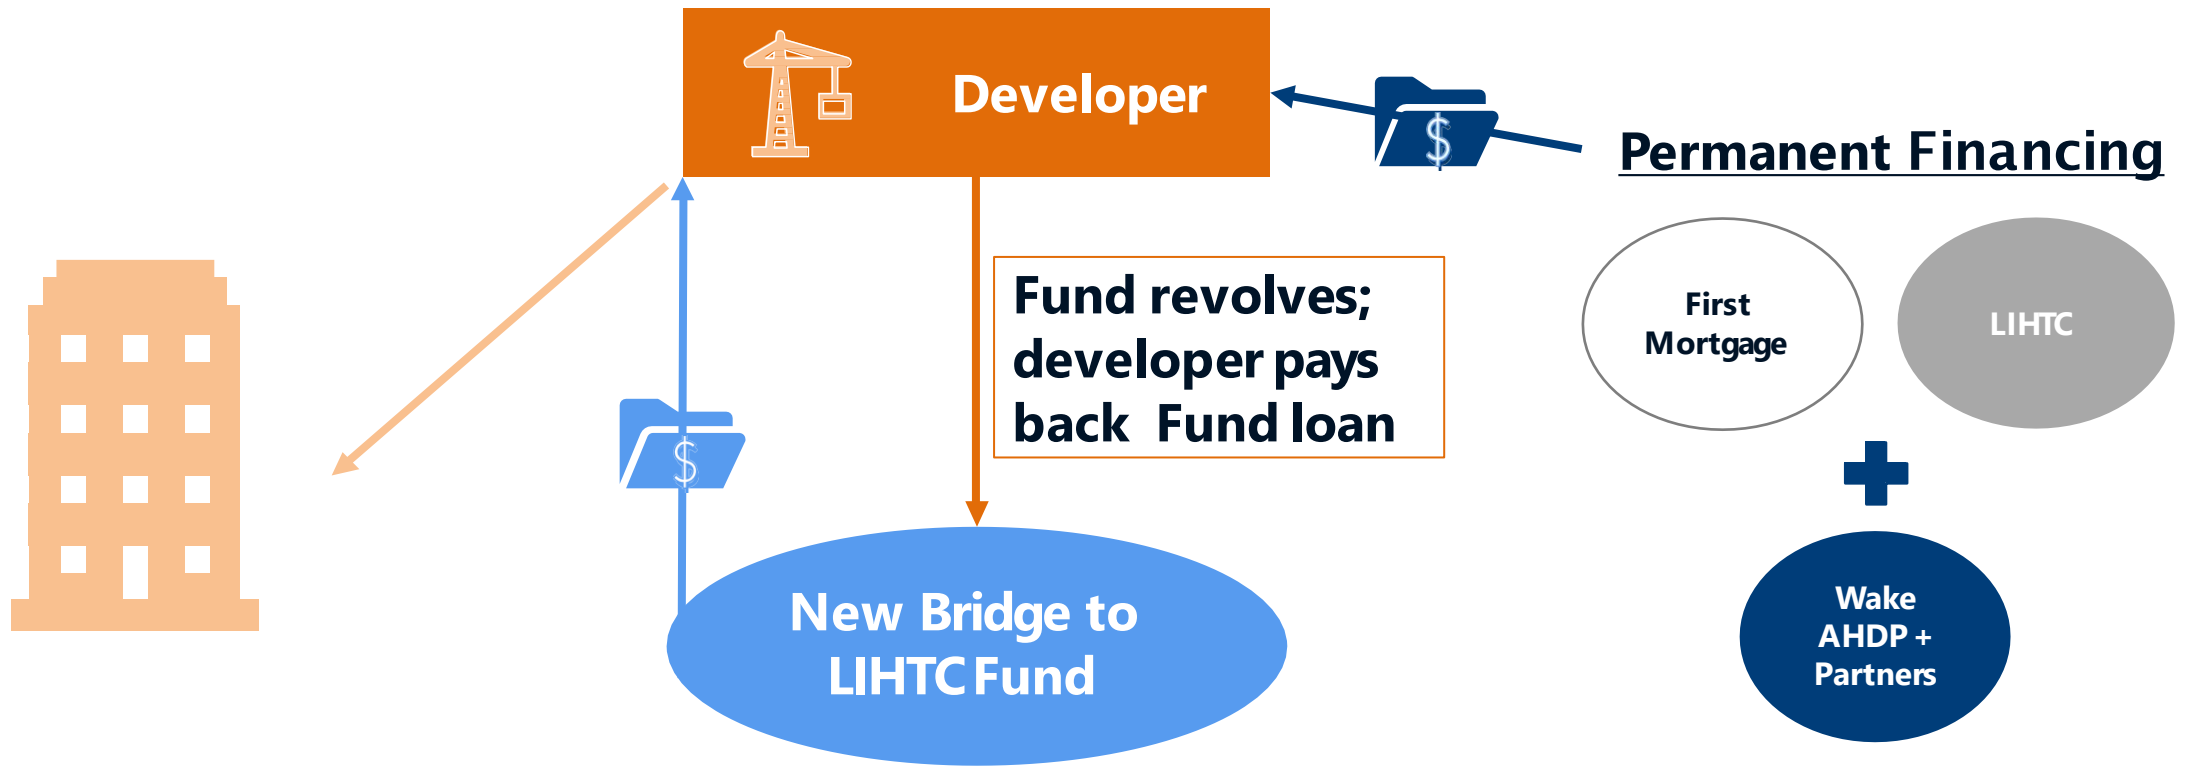 Developer
$
Permanent Financing
Fund revolves;
developer pays
back Fund loan
First
Mortgage
LIHTC
$
New Bridge to
LIHTC Fund
Wake
AHDP +
Partners